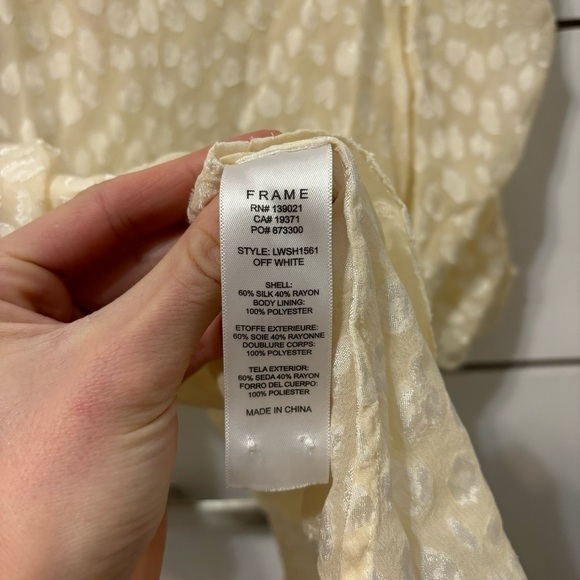 FRAME
RN# 139021
CA# 19371
PO# 873300
STYLE: LWSH1561
OFF WHITE
SHELL:
60% SILK 40% RAYON
BODY LINING:
100% POLYESTER
ETOFFE EXTERIEURE:
60% SOIE 40% RAYONNE
DOUBLURE CORPS:
100% POLYESTER
TELA EXTERIOR:
60% SEDA 40% RAYON
FORRO DEL CUERPO:
100% POLIESTER
MADE IN CHINA